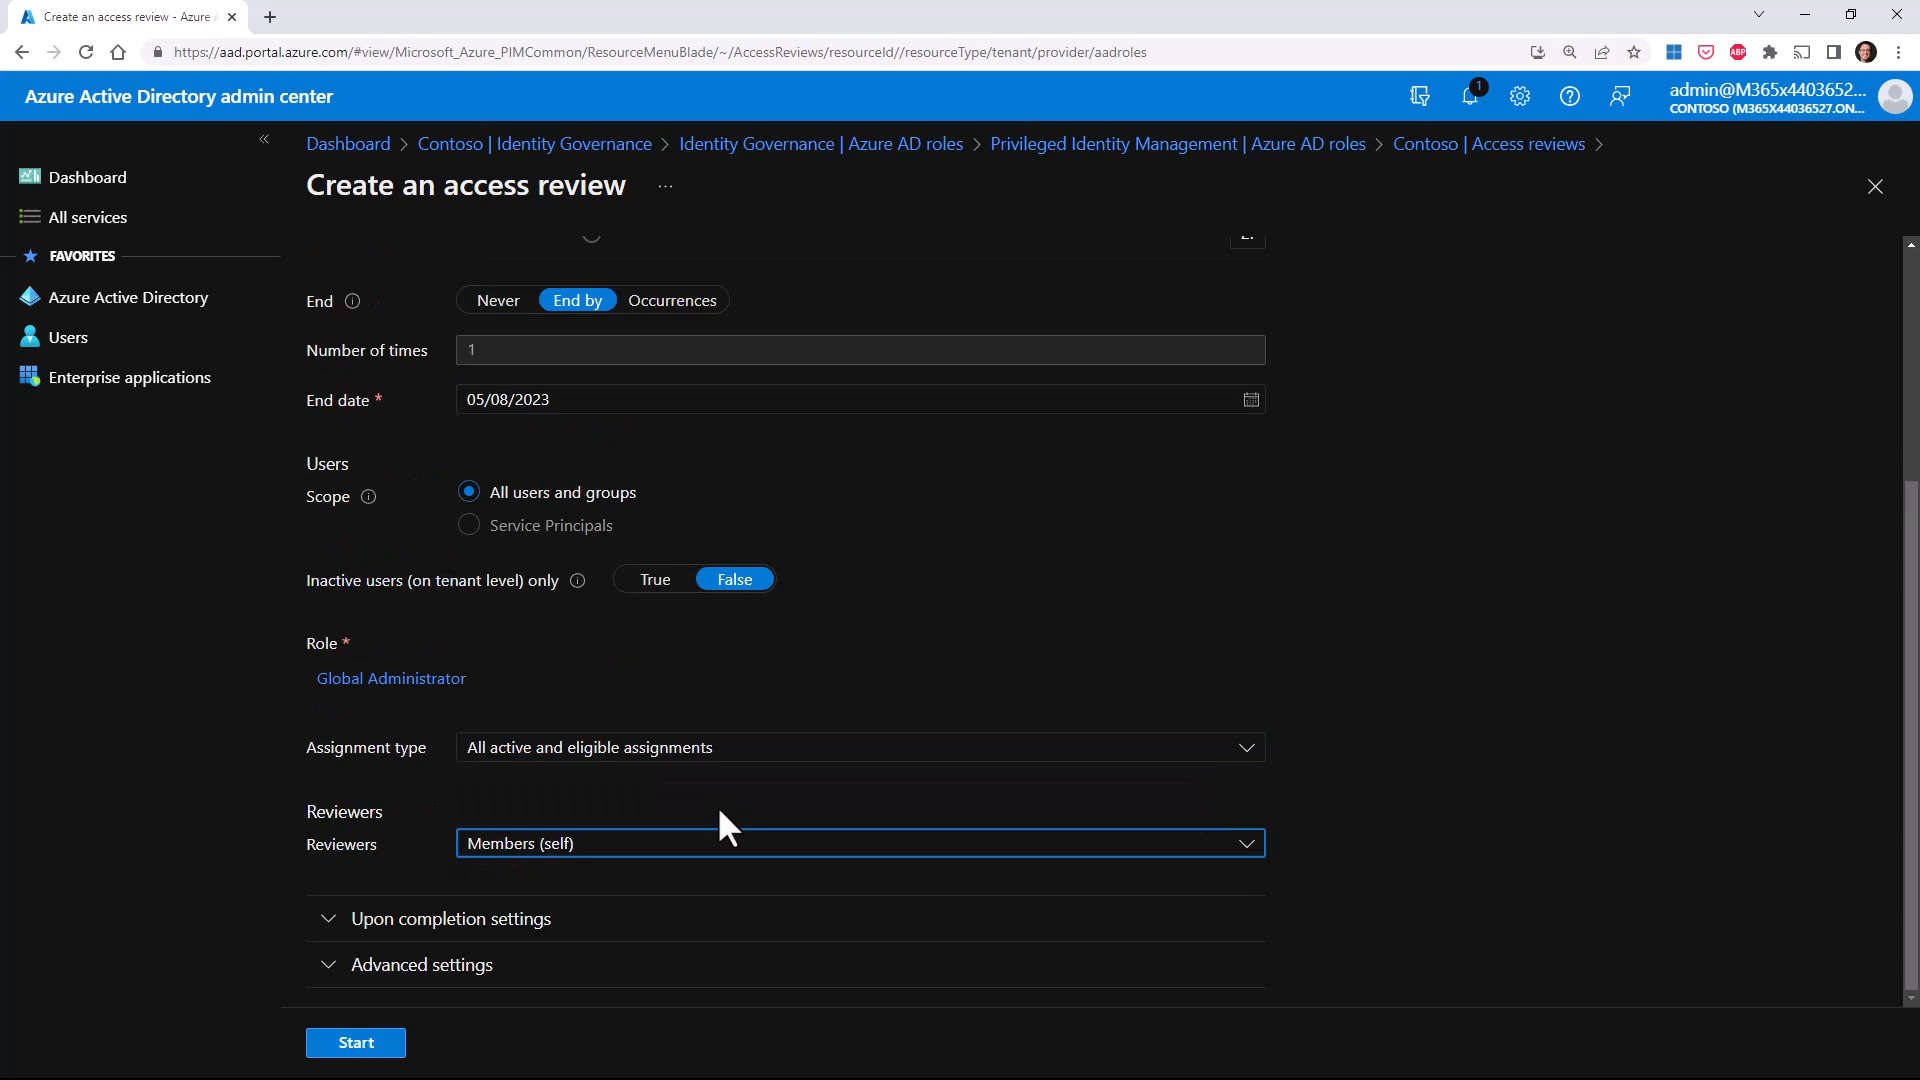 Create an access review - Azure
https://aad.portal.azure.com/#view/Microsoft_Azure_PIMCommon/ResourceMenuBlade/~/AccessReviews/resourceId//resourceType/tenant/provider/aadroles
ABP
Azure Active Directory admin center
1
admin@M365x4403652...
CONTOSO (M365X44036527.ON...
Dashboard > Contoso | Identity Governance > Identity Governance | Azure AD roles > Privileged Identity Management | Azure AD roles > Contoso | Access reviews >
Create an access review ...
Dashboard
All services
FAVORITES
Azure Active Directory
Users
Enterprise applications
End
Never End by Occurrences
Number of times
1
End date *
05/08/2023
Users
Scope
All users and groups
Service Principals
Inactive users (on tenant level) only
True False
Role *
Global Administrator
Assignment type
All active and eligible assignments
Reviewers
Reviewers
Members (self)
Upon completion settings
Advanced settings
Start